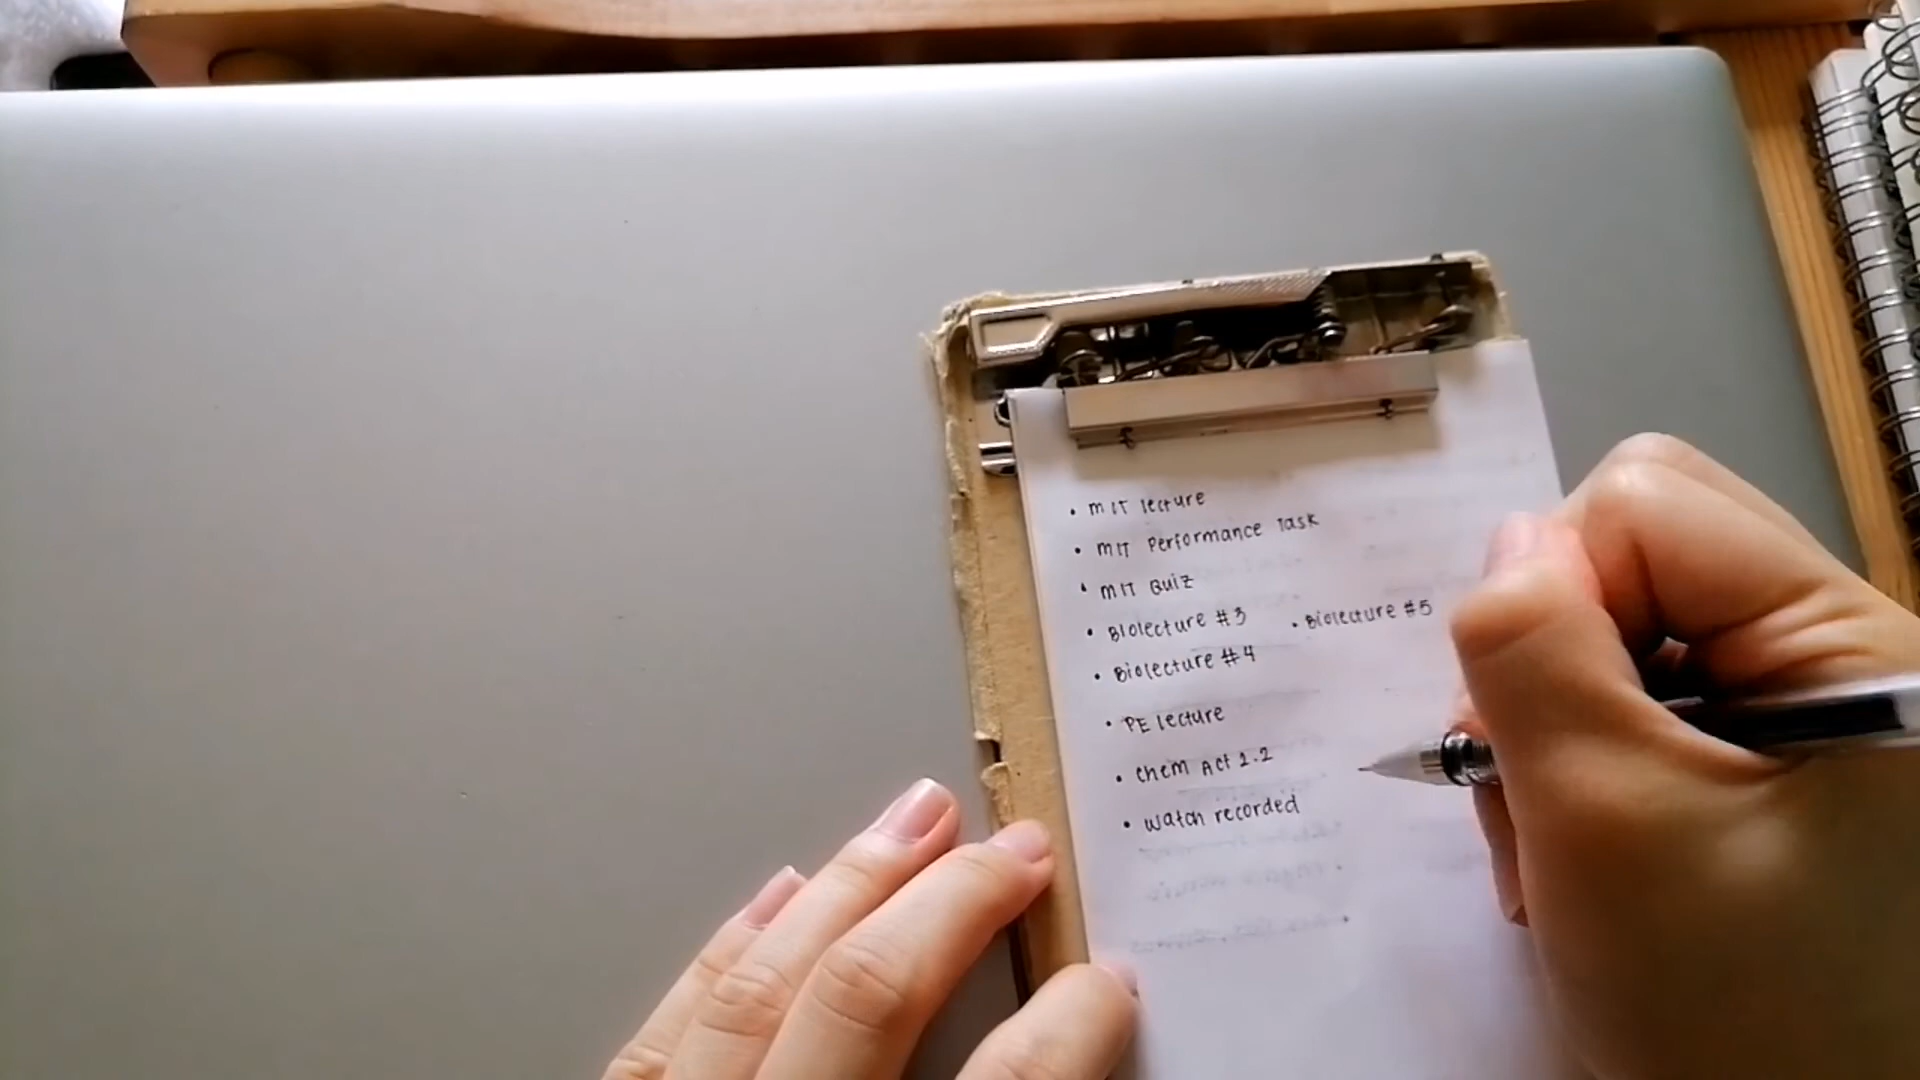 • MIT lecture
• MIT Performance Task
• MIT Quiz
• Biolecture #3 • Biolecture #5
• Biolecture #4
• PE lecture
• Chem Act 2.2
• watch recorded